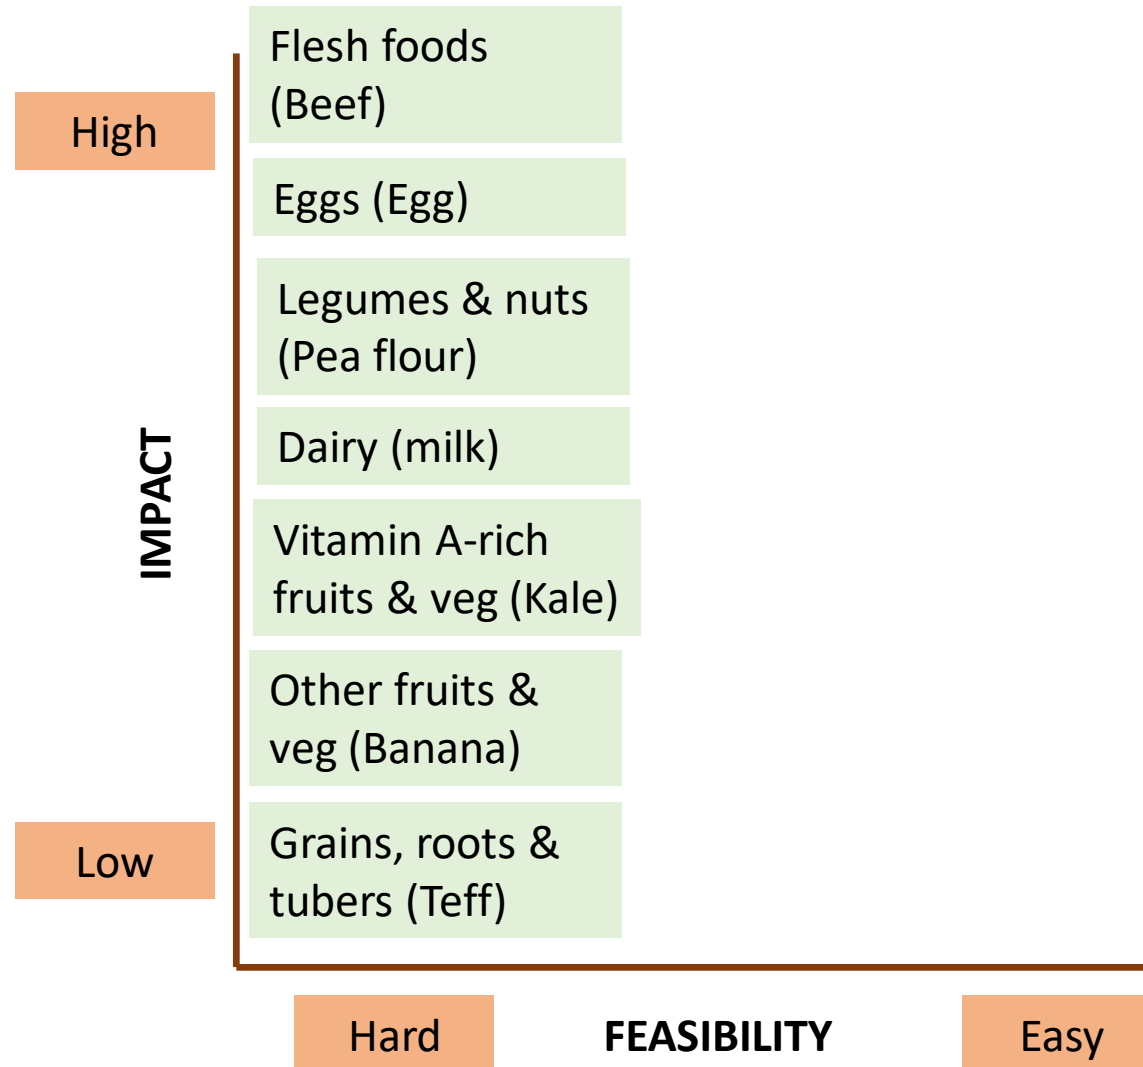 Flesh foods
(Beef)
High
Eggs (Egg)
Legumes & nuts
(Pea flour)
Dairy (milk)
IMPACT
Vitamin A-rich
fruits & veg (Kale)
Other fruits &
veg (Banana)
Low
Grains, roots &
tubers (Teff)
Hard
FEASIBILITY
Easy